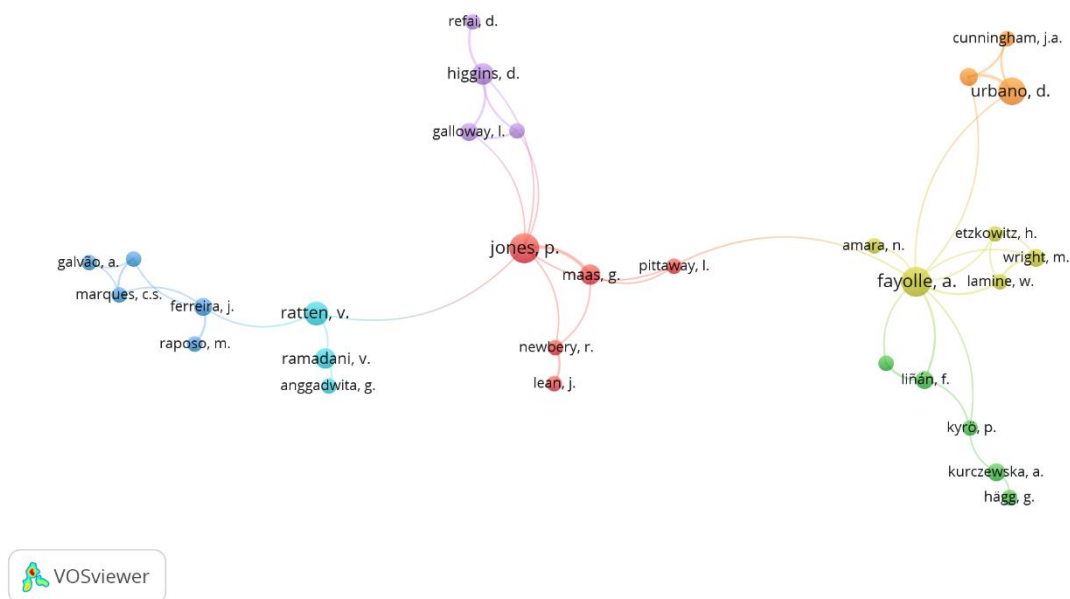 refai, d.
cunningham, j.a.
higgins, d.
urbano, d.
galloway, l.
jones, p.
etzkowitz, h.
amara, n.
galvão, a.
pittaway, l.
wright, m.
maas, g.
fayolle, a.
lamine, w.
marques, c.s.
ferreira, j.
ratten, v.
raposo, m.
newbery, r.
ramadani, v.
liñán, f.
anggadwita, g.
lean, j.
kyrö, p.
kurczewska, a.
hägg, g.
VOSviewer